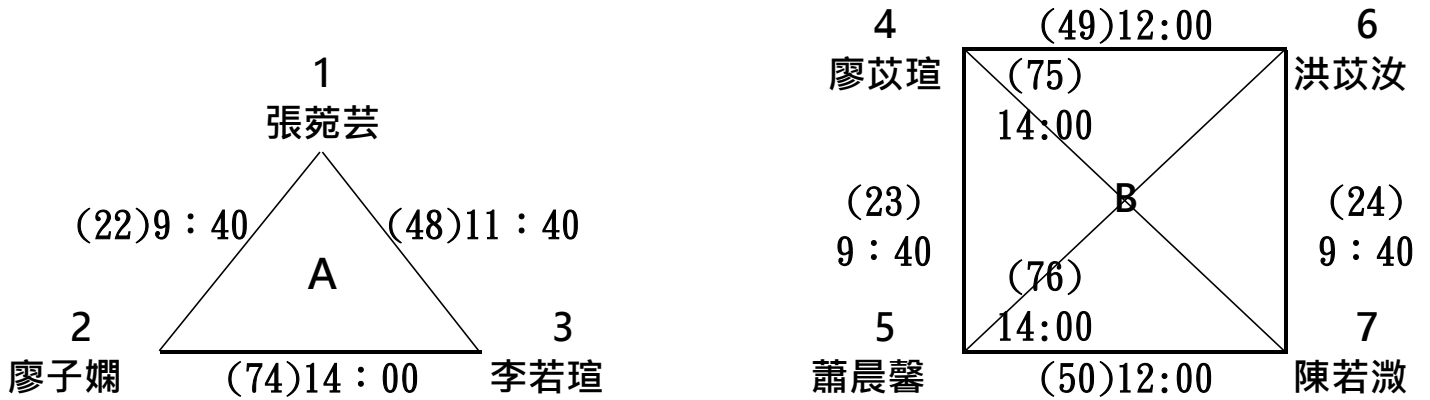 1
張菀芸
(22)9：40
(48)11：40
A
2
廖子嫻
3
李若瑄
(74)14：00
4
廖苡瑄
(49)12:00
6
洪苡汝
(75)
14:00
(23)
9：40
B
(24)
9：40
(76)
14:00
5
蕭晨馨
7
陳若溦
(50)12:00